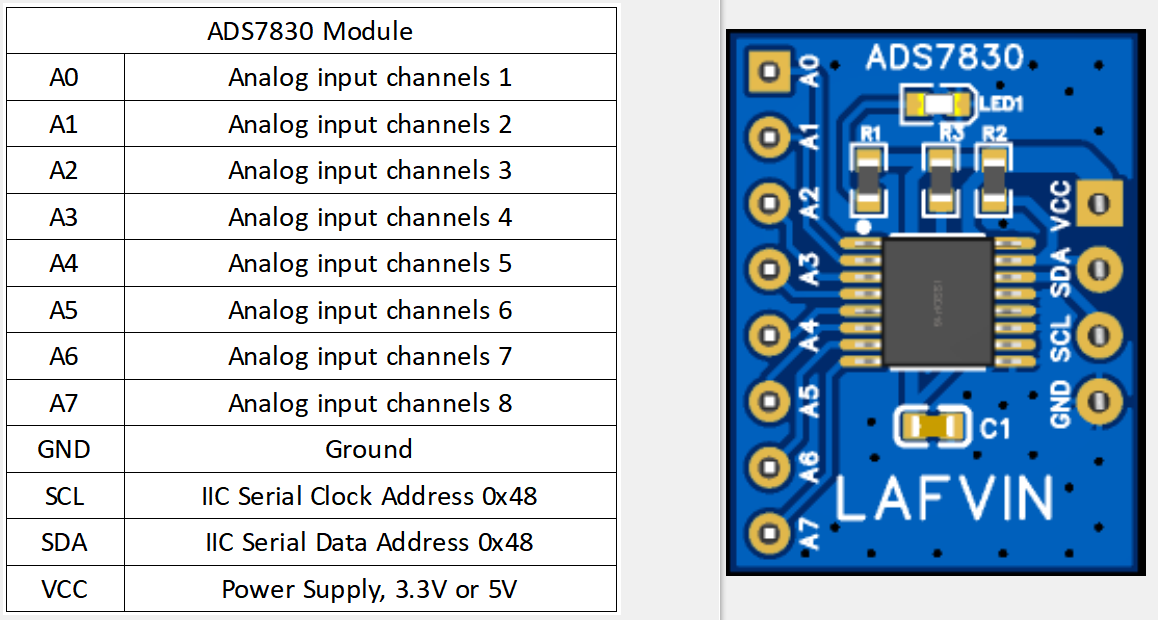 ADS7830 Module
A0 Analog input channels 1
A1 Analog input channels 2
A2 Analog input channels 3
A3 Analog input channels 4
A4 Analog input channels 5
A5 Analog input channels 6
A6 Analog input channels 7
A7 Analog input channels 8
GND Ground
SCL IIC Serial Clock Address 0x48
SDA IIC Serial Data Address 0x48
VCC Power Supply, 3.3V or 5V
ADS7830
A0
A1
A2
A3
A4
A5
A6
A7
LED1
R1 R3 R2
VCC
SDA
SCL
GND
C1
LAFVIN